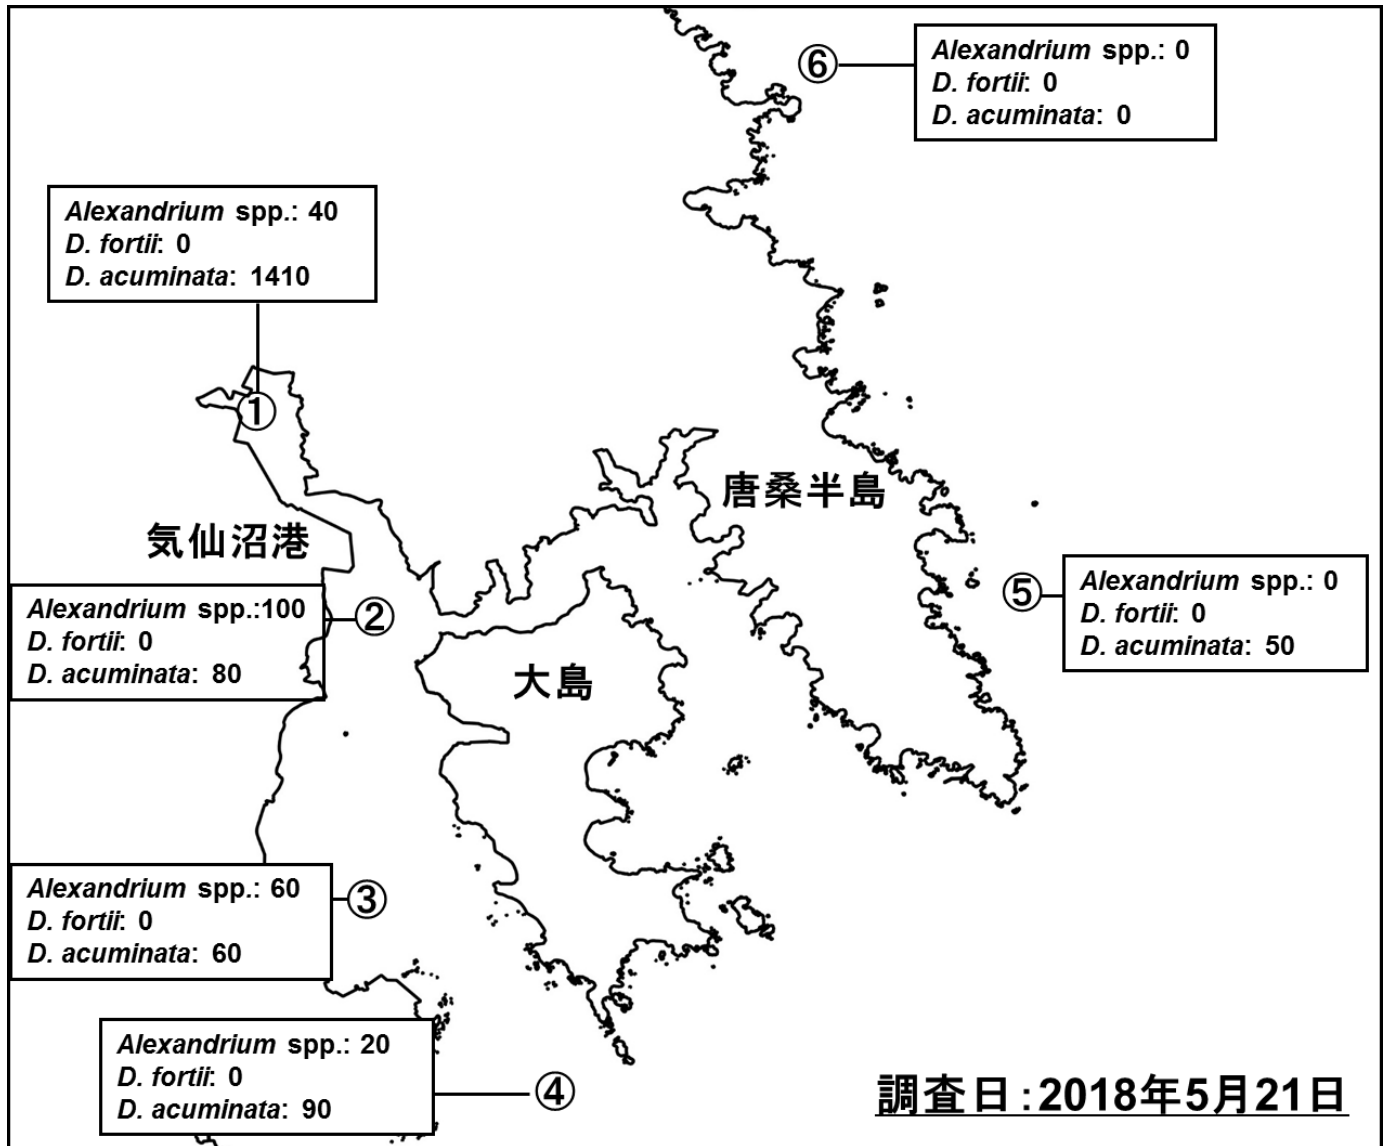 ⑥
Alexandrium spp.: 0
D. fortii: 0
D. acuminata: 0
Alexandrium spp.: 40
D. fortii: 0
D. acuminata: 1410
①
唐桑半島
気仙沼港
Alexandrium spp.:100
D. fortii: 0
D. acuminata: 80
②
⑤
Alexandrium spp.: 0
D. fortii: 0
D. acuminata: 50
大島
Alexandrium spp.: 60
D. fortii: 0
D. acuminata: 60
③
Alexandrium spp.: 20
D. fortii: 0
D. acuminata: 90
④
調査日:2018年5月21日